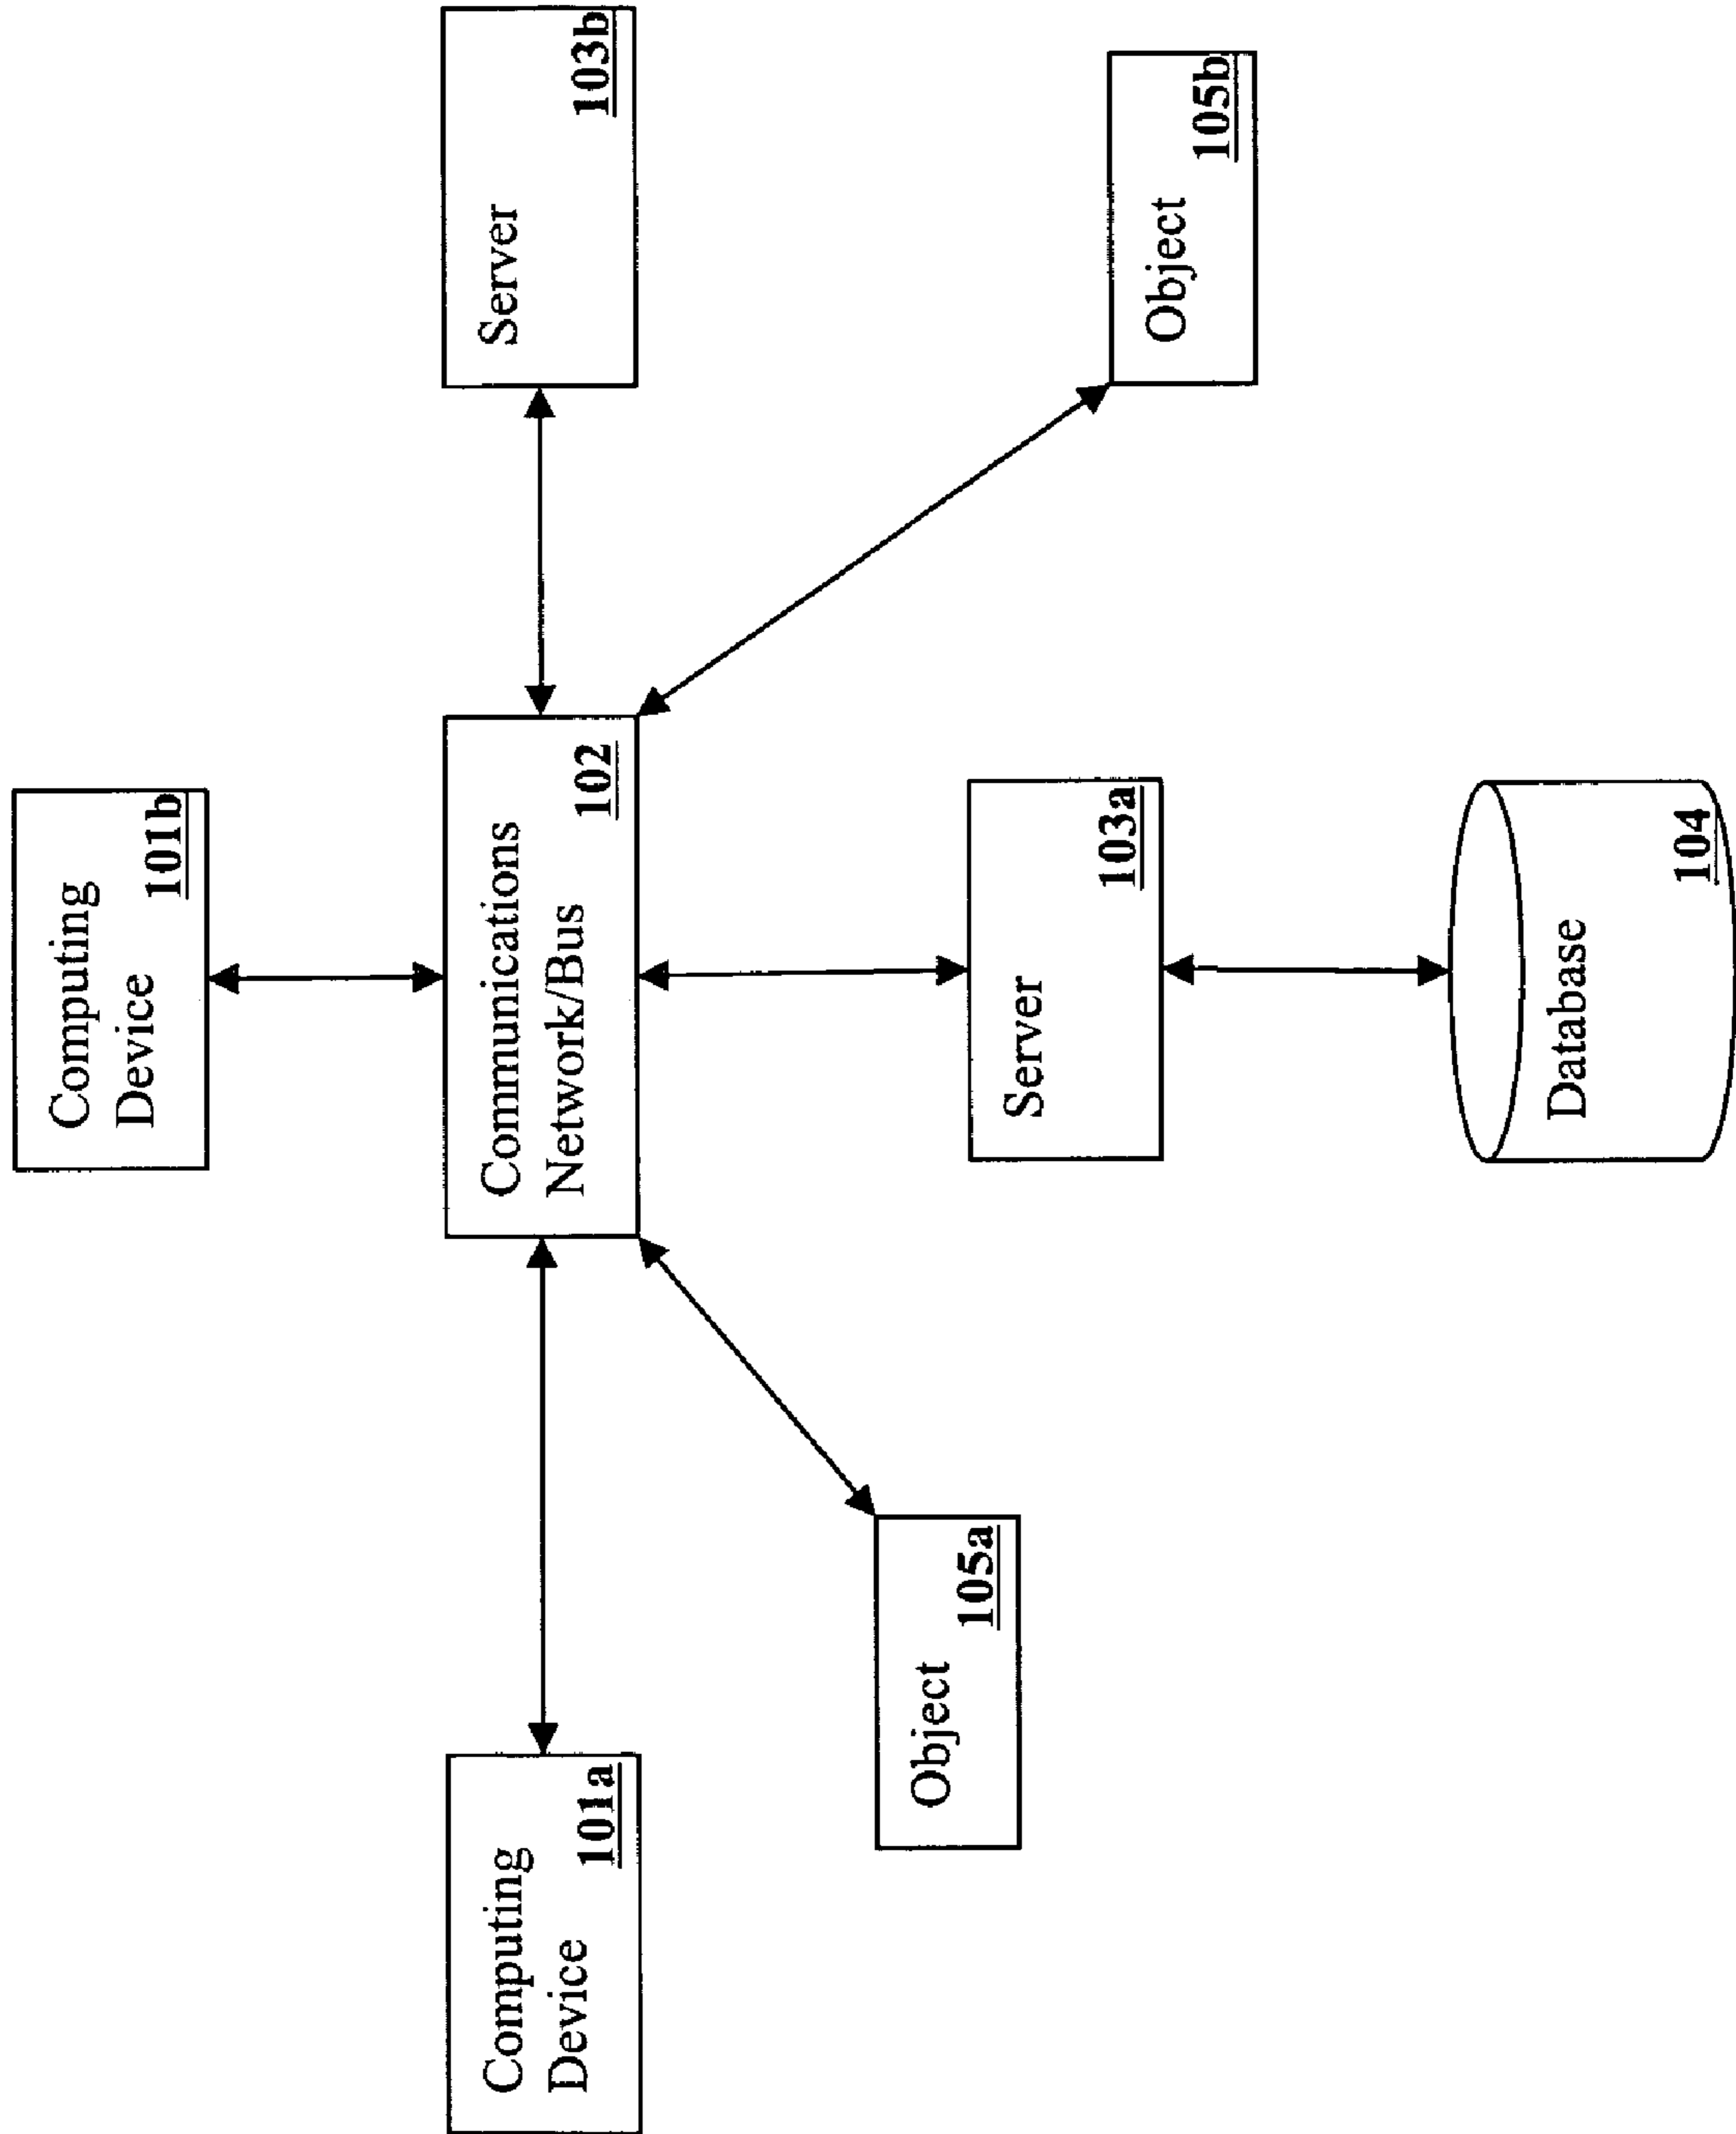 Computing
Device
101b
Computing
Device
101a
Communications
Network/Bus
102
Server
103b
Object
105a
Server
103a
Object
105b
Database
104